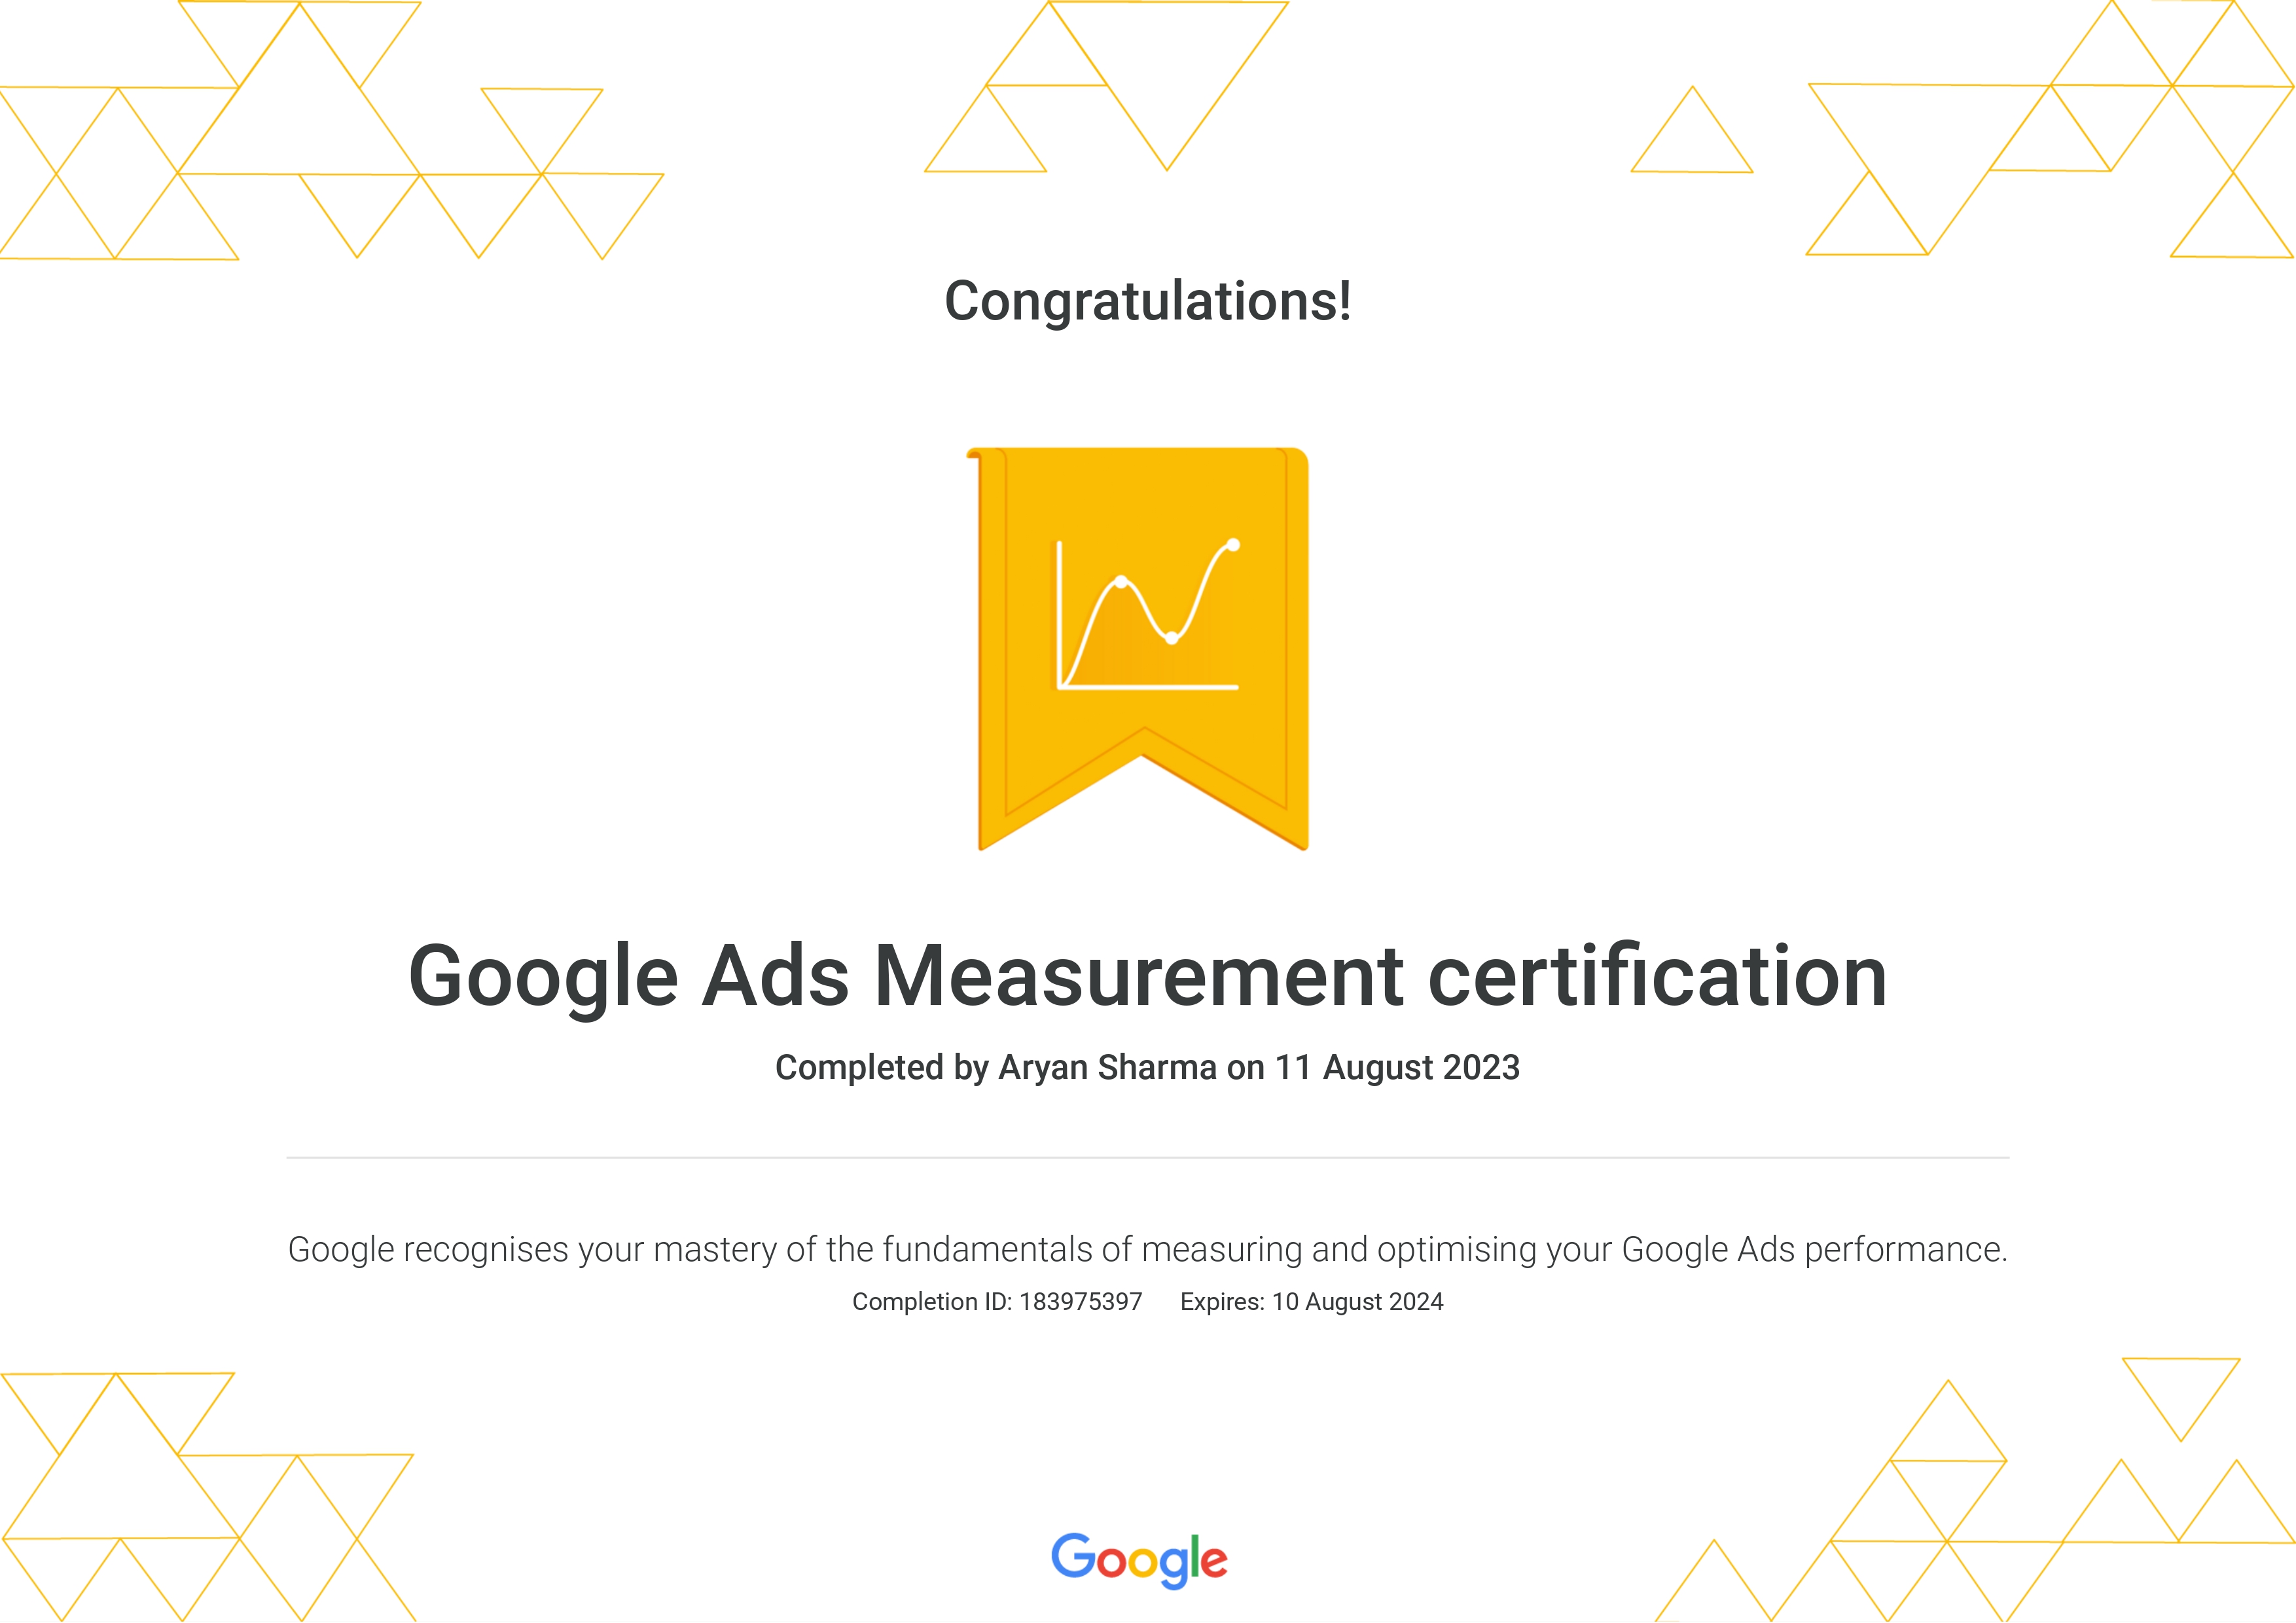 Congratulations!
Google Ads Measurement certification
Completed by Aryan Sharma on 11 August 2023
Google recognises your mastery of the fundamentals of measuring and optimising your Google Ads performance.
Completion ID: 183975397 Expires: 10 August 2024
Google